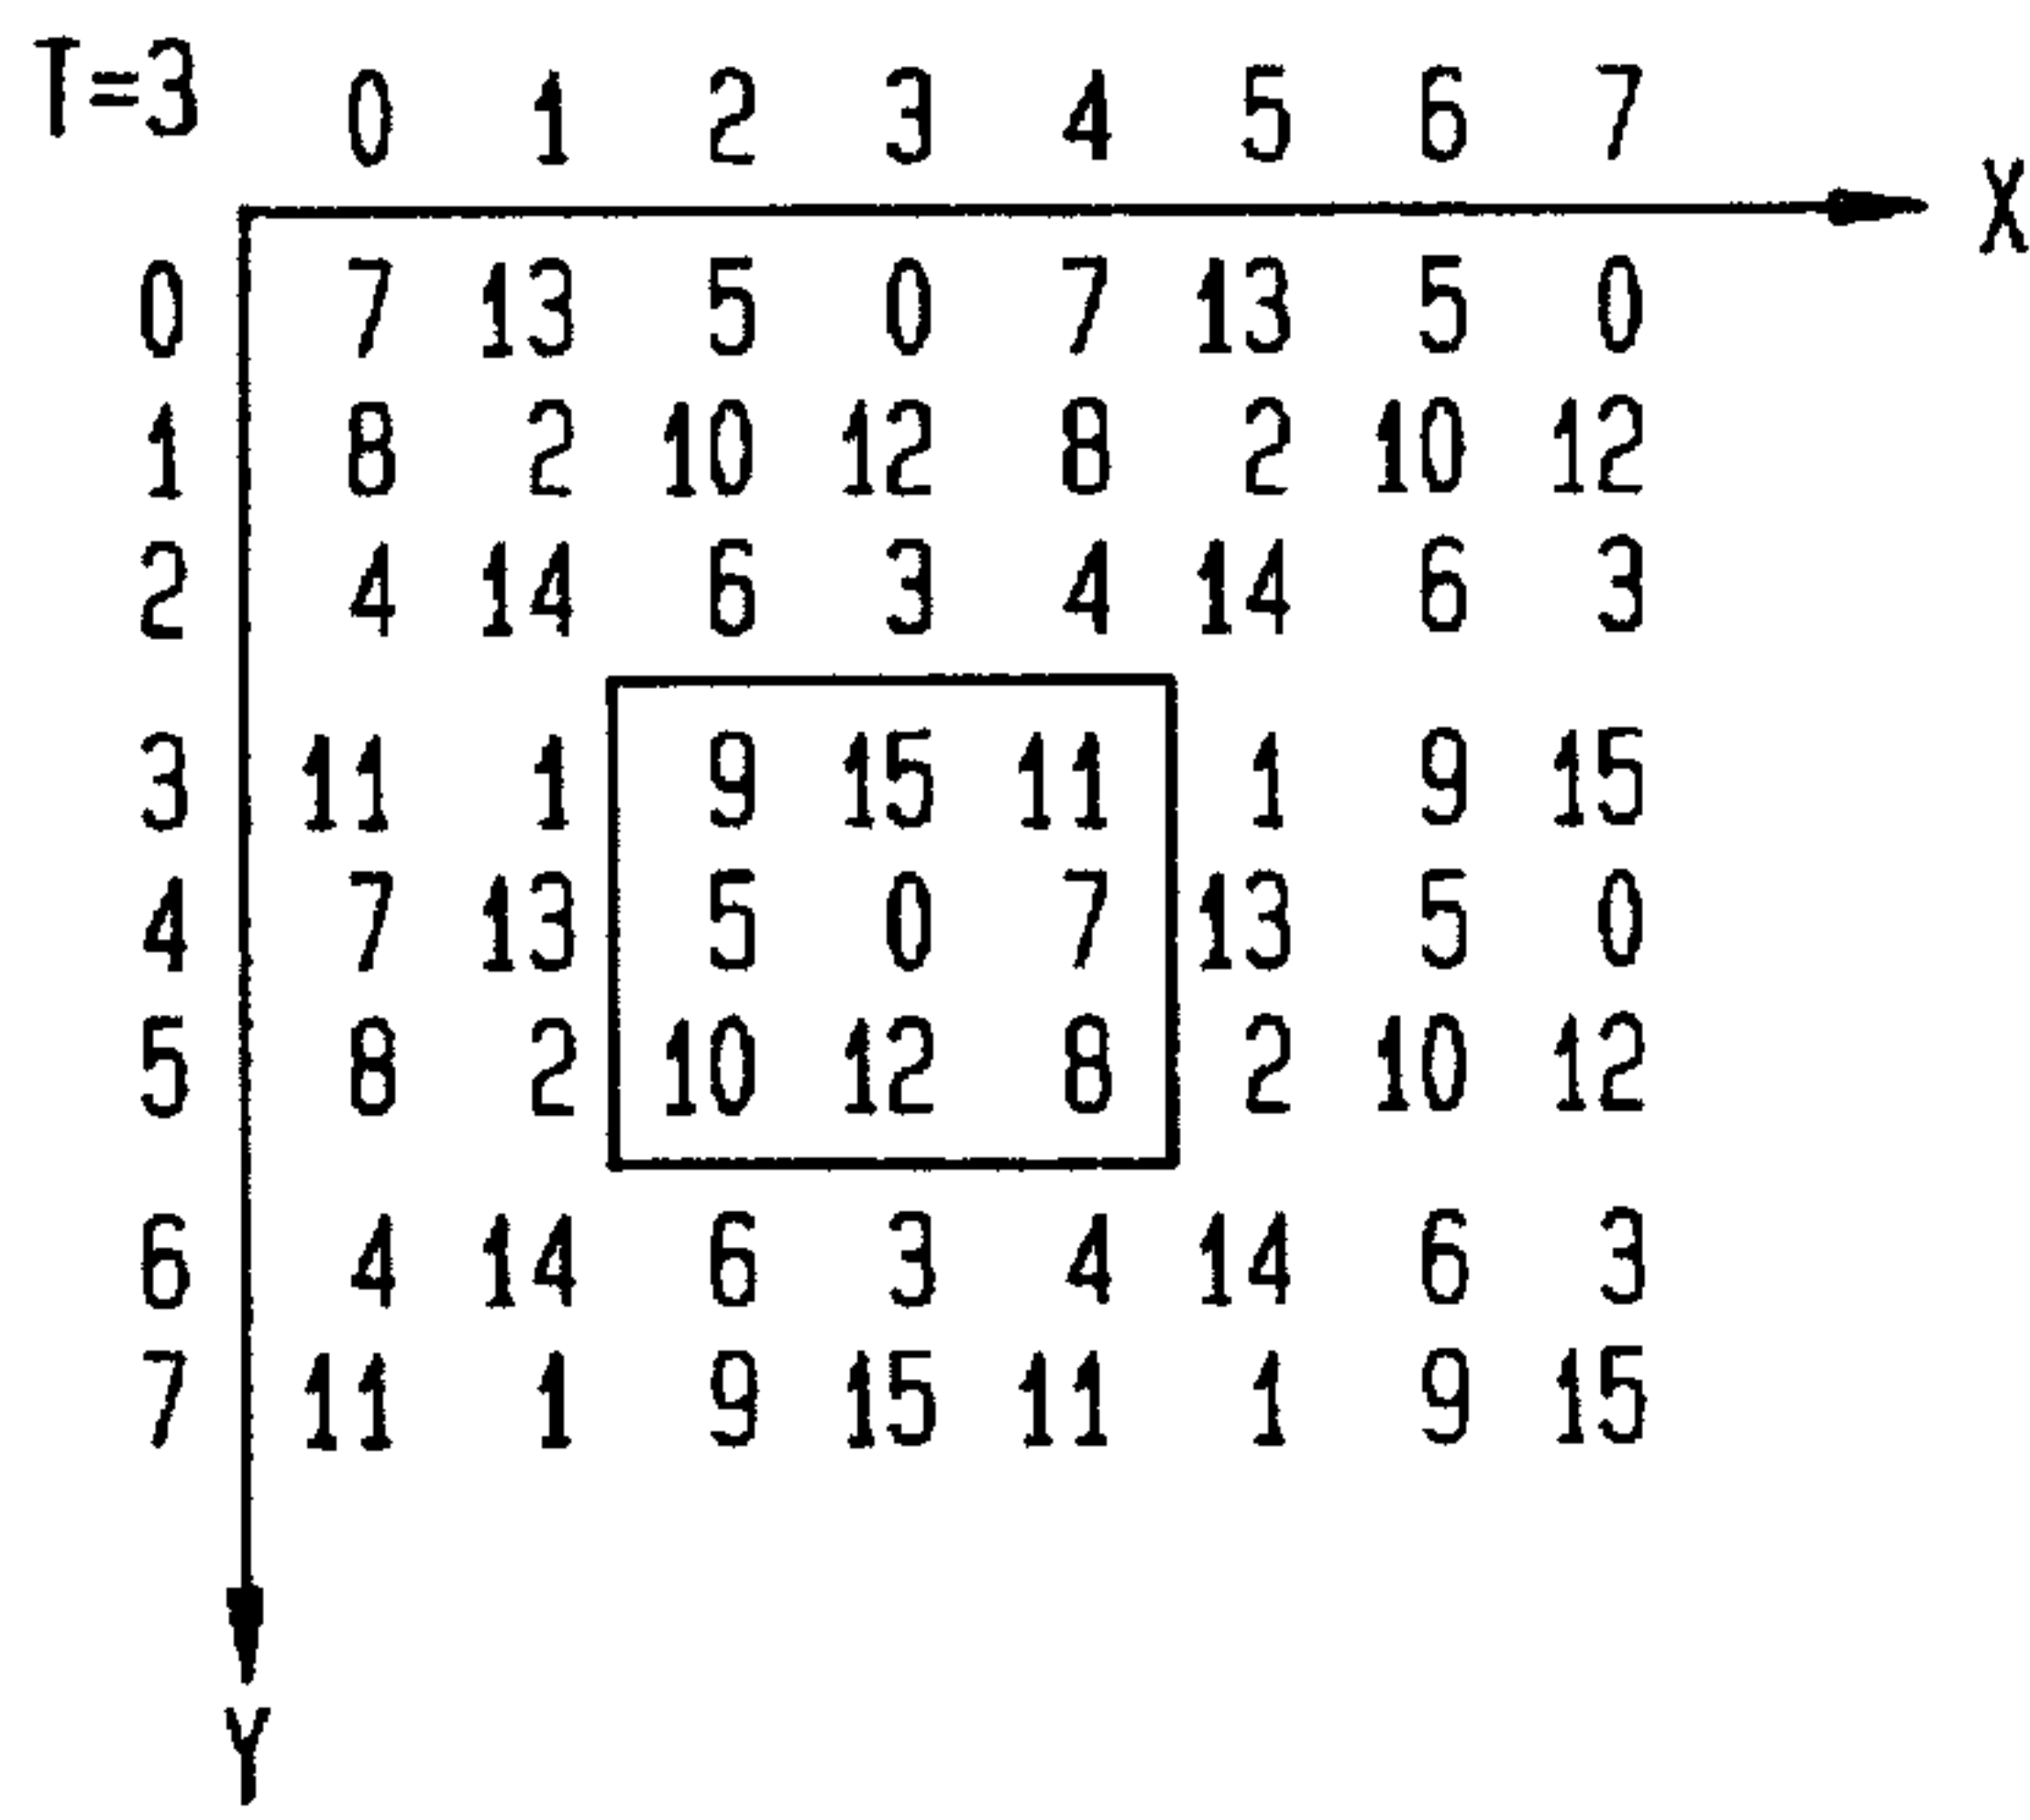 T=3 0 1 2 3 4 5 6 7
X
0 7 13 5 0 7 13 5 0
1 8 2 10 12 8 2 10 12
2 4 14 6 3 4 14 6 3
3 11 1 9 15 11 1 9 15
4 7 13 5 0 7 13 5 0
5 8 2 10 12 8 2 10 12
6 4 14 6 3 4 14 6 3
7 11 1 9 15 11 1 9 15
Y